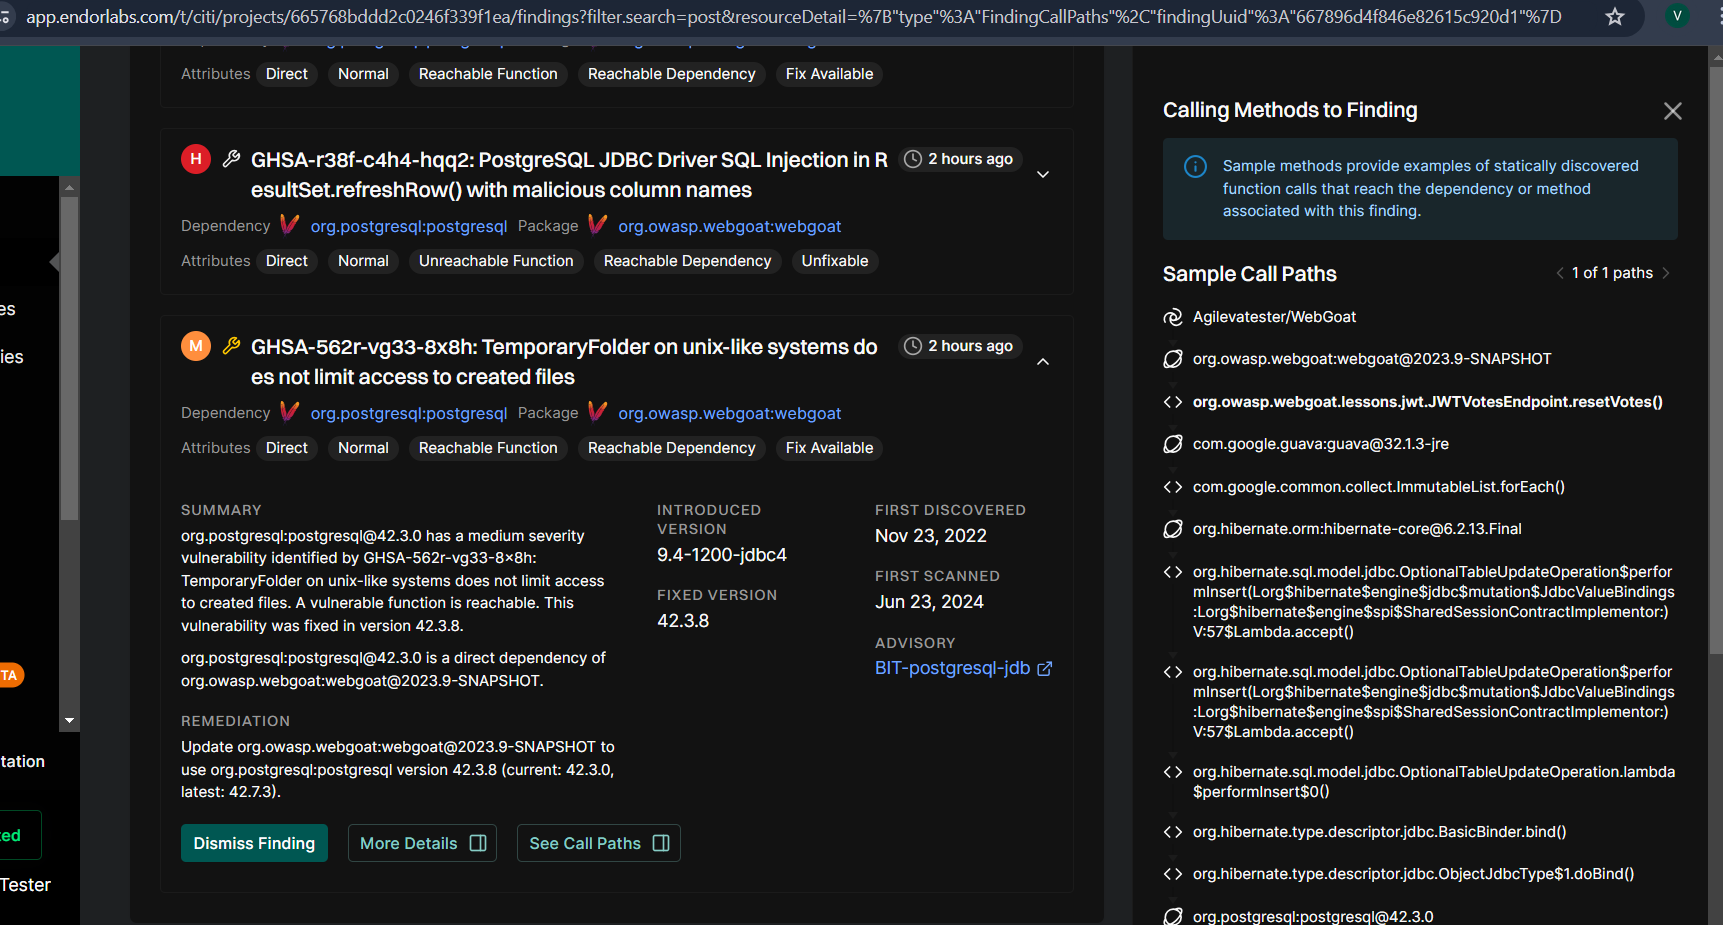 app.endorlabs.com/t/citi/projects/665768bddd2c0246f339f1ea/findings?filter.search=post&resourceDetail=%7B"type"%3A"FindingCallPaths"%2C"findingUuid"%3A"667896d4f846e82615c920d1"%7D
V
es
ies
TA
tation
ted
Tester
Attributes Direct Normal Reachable Function Reachable Dependency Fix Available
H GHSA-r38f-c4h4-hqq2: PostgreSQL JDBC Driver SQL Injection in R 2 hours ago
esultSet.refreshRow() with malicious column names
Dependency org.postgresql:postgresql Package org.owasp.webgoat:webgoat
Attributes Direct Normal Unreachable Function Reachable Dependency Unfixable
M GHSA-562r-vg33-8x8h: TemporaryFolder on unix-like systems do 2 hours ago
es not limit access to created files
Dependency org.postgresql:postgresql Package org.owasp.webgoat:webgoat
Attributes Direct Normal Reachable Function Reachable Dependency Fix Available
SUMMARY
org.postgresql:postgresql@42.3.0 has a medium severity
vulnerability identified by GHSA-562r-vg33-8×8h:
TemporaryFolder on unix-like systems does not limit access
to created files. A vulnerable function is reachable. This
vulnerability was fixed in version 42.3.8.
org.postgresql:postgresql@42.3.0 is a direct dependency of
org.owasp.webgoat:webgoat@2023.9-SNAPSHOT.
REMEDIATION
Update org.owasp.webgoat:webgoat@2023.9-SNAPSHOT to
use org.postgresql:postgresql version 42.3.8 (current: 42.3.0,
latest: 42.7.3).
INTRODUCED
VERSION
9.4-1200-jdbc4
FIXED VERSION
42.3.8
FIRST DISCOVERED
Nov 23, 2022
FIRST SCANNED
Jun 23, 2024
ADVISORY
BIT-postgresql-jdb
Dismiss Finding More Details See Call Paths
Calling Methods to Finding
Sample methods provide examples of statically discovered
function calls that reach the dependency or method
associated with this finding.
Sample Call Paths 1 of 1 paths
Agilevatester/WebGoat
org.owasp.webgoat:webgoat@2023.9-SNAPSHOT
org.owasp.webgoat.lessons.jwt.JWTVotesEndpoint.resetVotes()
com.google.guava:guava@32.1.3-jre
com.google.common.collect.ImmutableList.forEach()
org.hibernate.orm:hibernate-core@6.2.13.Final
org.hibernate.sql.model.jdbc.OptionalTableUpdateOperation$perfor
mInsert(Lorg$hibernate$engine$jdbc$mutation$JdbcValueBindings
:Lorg$hibernate$engine$spi$SharedSessionContractImplementor:)
V:57$Lambda.accept()
org.hibernate.sql.model.jdbc.OptionalTableUpdateOperation$perfor
mInsert(Lorg$hibernate$engine$jdbc$mutation$JdbcValueBindings
:Lorg$hibernate$engine$spi$SharedSessionContractImplementor:)
V:57$Lambda.accept()
org.hibernate.sql.model.jdbc.OptionalTableUpdateOperation.lambda
$performInsert$0()
org.hibernate.type.descriptor.jdbc.BasicBinder.bind()
org.hibernate.type.descriptor.jdbc.ObjectJdbcType$1.doBind()
org.postgresql:postgresql@42.3.0